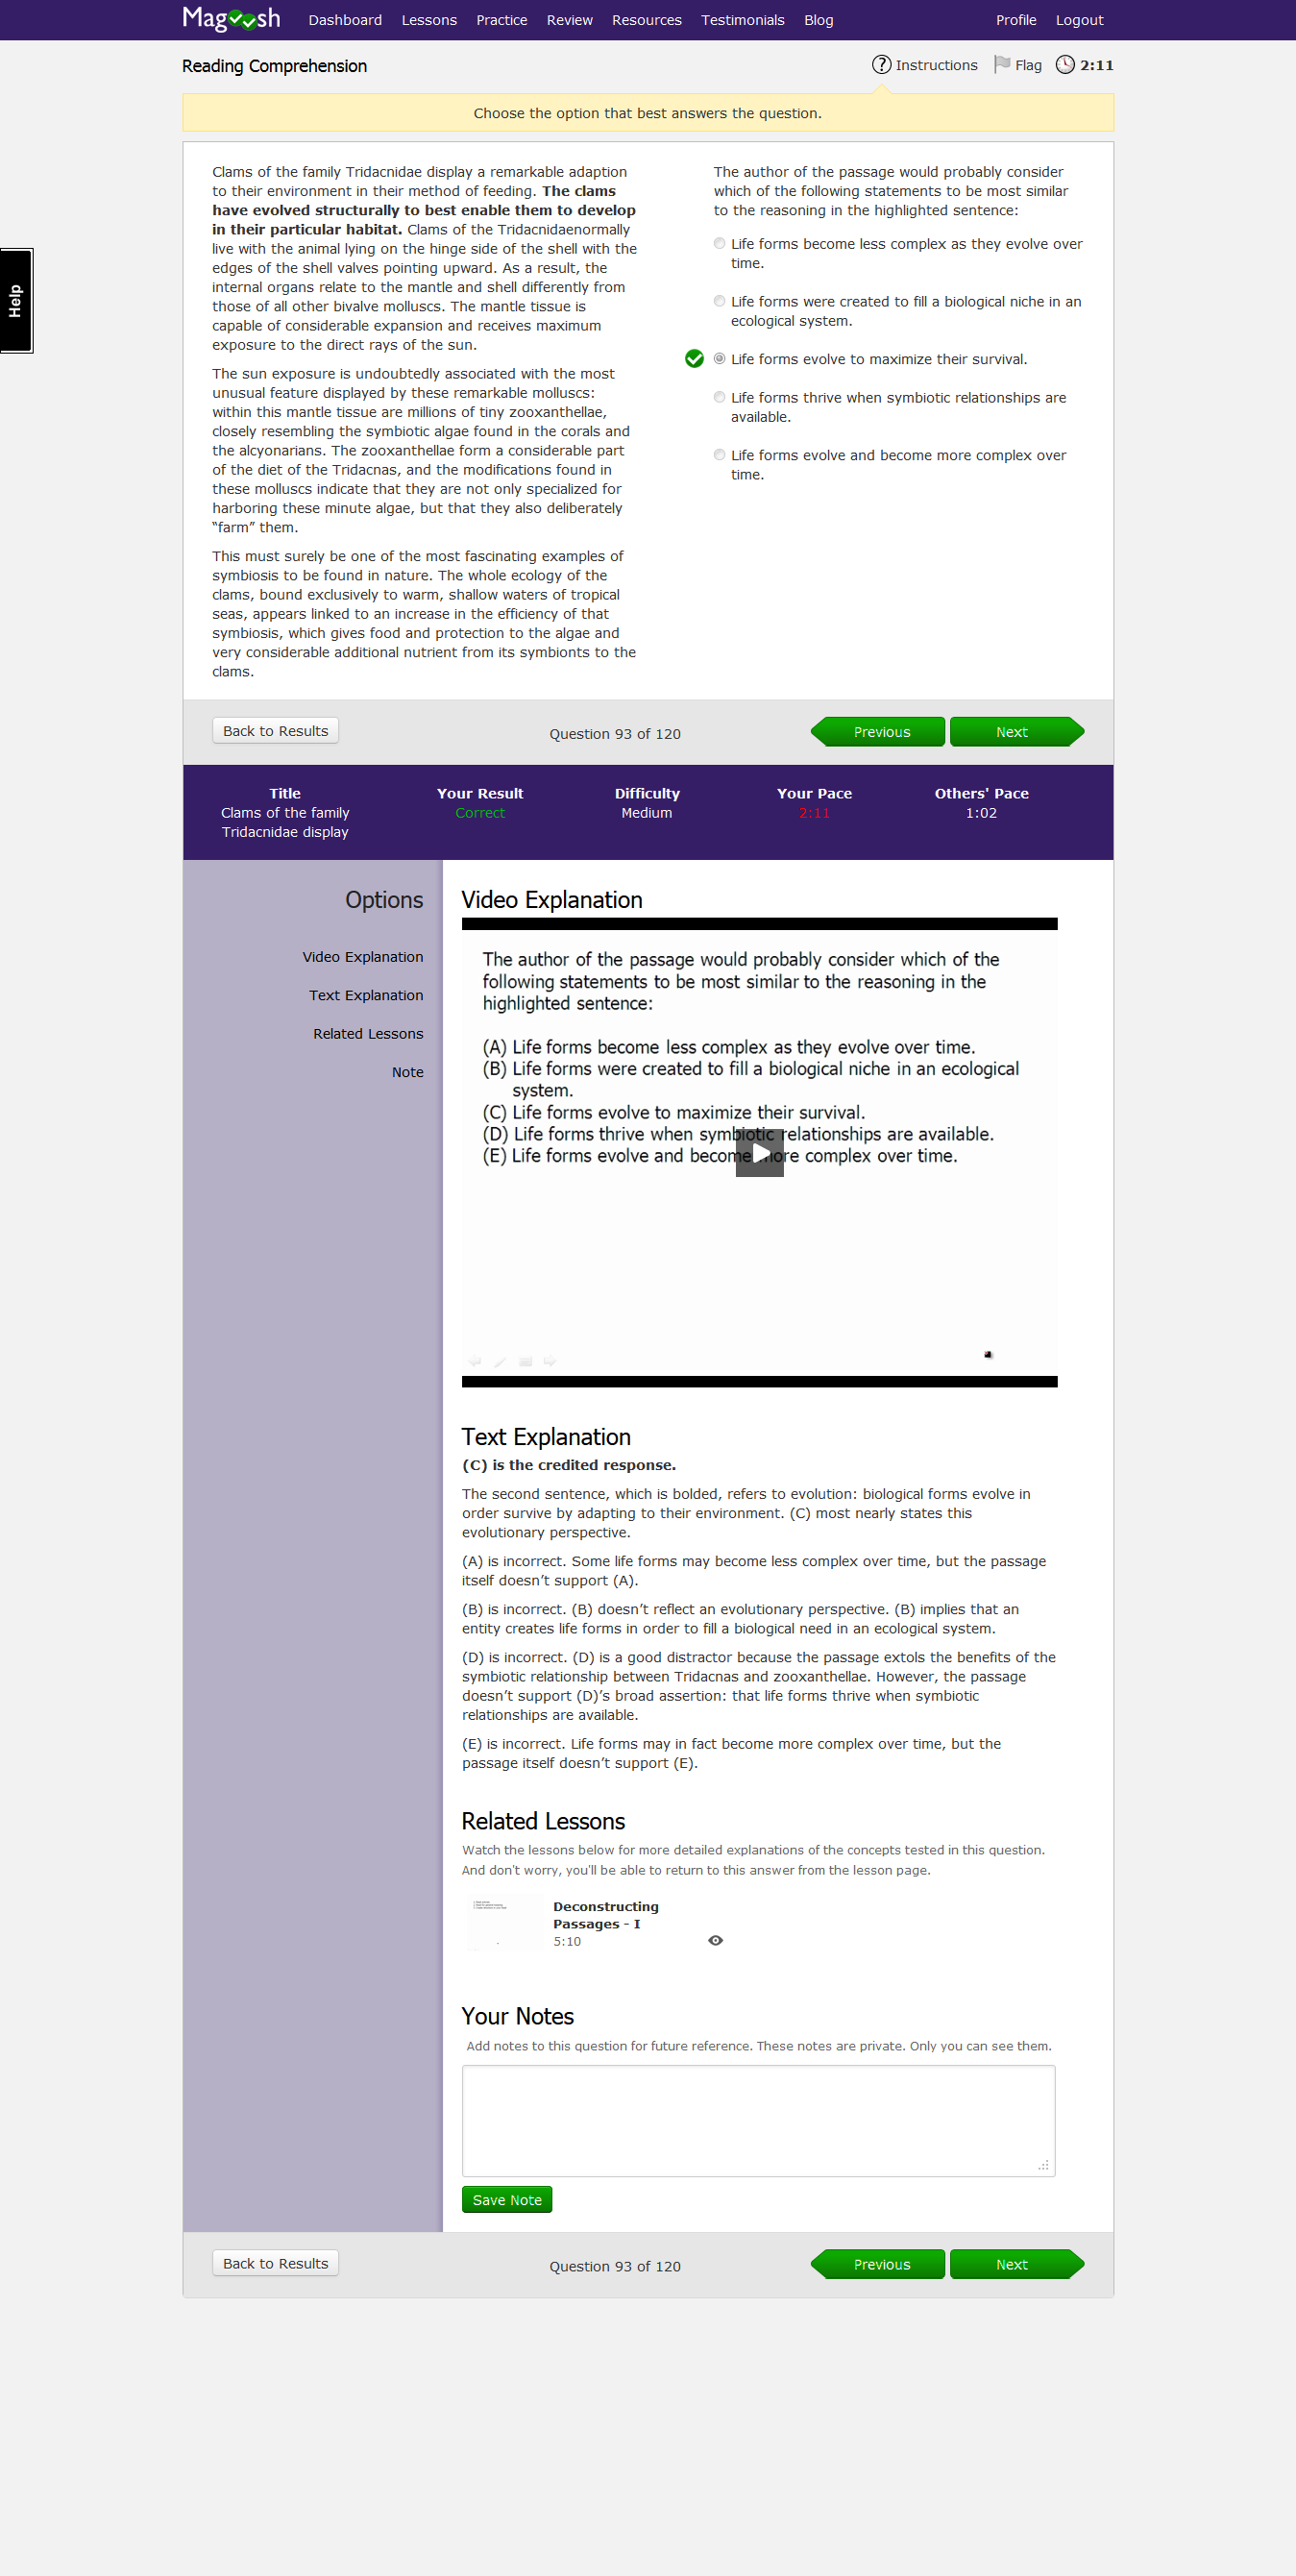 Magoosh
Dashboard
Lessons
Practice
Review
Resources
Testimonials
Blog
Profile
Logout
Reading Comprehension
Instructions
Flag
2:11
Choose the option that best answers the question.
Help
Clams of the family Tridacnidae display a remarkable adaption
to their environment in their method of feeding. The clams
have evolved structurally to best enable them to develop
in their particular habitat. Clams of the Tridacnidaenormally
live with the animal lying on the hinge side of the shell with the
edges of the shell valves pointing upward. As a result, the
internal organs relate to the mantle and shell differently from
those of all other bivalve molluscs. The mantle tissue is
capable of considerable expansion and receives maximum
exposure to the direct rays of the sun.
The sun exposure is undoubtedly associated with the most
unusual feature displayed by these remarkable molluscs:
within this mantle tissue are millions of tiny zooxanthellae,
closely resembling the symbiotic algae found in the corals and
the alcyonarians. The zooxanthellae form a considerable part
of the diet of the Tridacnas, and the modifications found in
these molluscs indicate that they are not only specialized for
harboring these minute algae, but that they also deliberately
“farm” them.
This must surely be one of the most fascinating examples of
symbiosis to be found in nature. The whole ecology of the
clams, bound exclusively to warm, shallow waters of tropical
seas, appears linked to an increase in the efficiency of that
symbiosis, which gives food and protection to the algae and
very considerable additional nutrient from its symbionts to the
clams.
The author of the passage would probably consider
which of the following statements to be most similar
to the reasoning in the highlighted sentence:
Life forms become less complex as they evolve over
time.
Life forms were created to fill a biological niche in an
ecological system.
Life forms evolve to maximize their survival.
Life forms thrive when symbiotic relationships are
available.
Life forms evolve and become more complex over
time.
Back to Results
Question 93 of 120
Previous
Next
Title
Clams of the family
Tridacnidae display
Your Result
Correct
Difficulty
Medium
Your Pace
2:11
Others' Pace
1:02
Options
Video Explanation
Text Explanation
Related Lessons
Note
Video Explanation
The author of the passage would probably consider which of the
following statements to be most similar to the reasoning in the
highlighted sentence:
(A) Life forms become less complex as they evolve over time.
(B) Life forms were created to fill a biological niche in an ecological
system.
(C) Life forms evolve to maximize their survival.
(D) Life forms thrive when symbiotic relationships are available.
(E) Life forms evolve and become more complex over time.
Text Explanation
(C) is the credited response.
The second sentence, which is bolded, refers to evolution: biological forms evolve in
order survive by adapting to their environment. (C) most nearly states this
evolutionary perspective.
(A) is incorrect. Some life forms may become less complex over time, but the passage
itself doesn’t support (A).
(B) is incorrect. (B) doesn’t reflect an evolutionary perspective. (B) implies that an
entity creates life forms in order to fill a biological need in an ecological system.
(D) is incorrect. (D) is a good distractor because the passage extols the benefits of the
symbiotic relationship between Tridacnas and zooxanthellae. However, the passage
doesn’t support (D)’s broad assertion: that life forms thrive when symbiotic
relationships are available.
(E) is incorrect. Life forms may in fact become more complex over time, but the
passage itself doesn’t support (E).
Related Lessons
Watch the lessons below for more detailed explanations of the concepts tested in this question.
And don't worry, you'll be able to return to this answer from the lesson page.
Deconstructing
Passages - I
5:10
Your Notes
Add notes to this question for future reference. These notes are private. Only you can see them.
Save Note
Back to Results
Question 93 of 120
Previous
Next